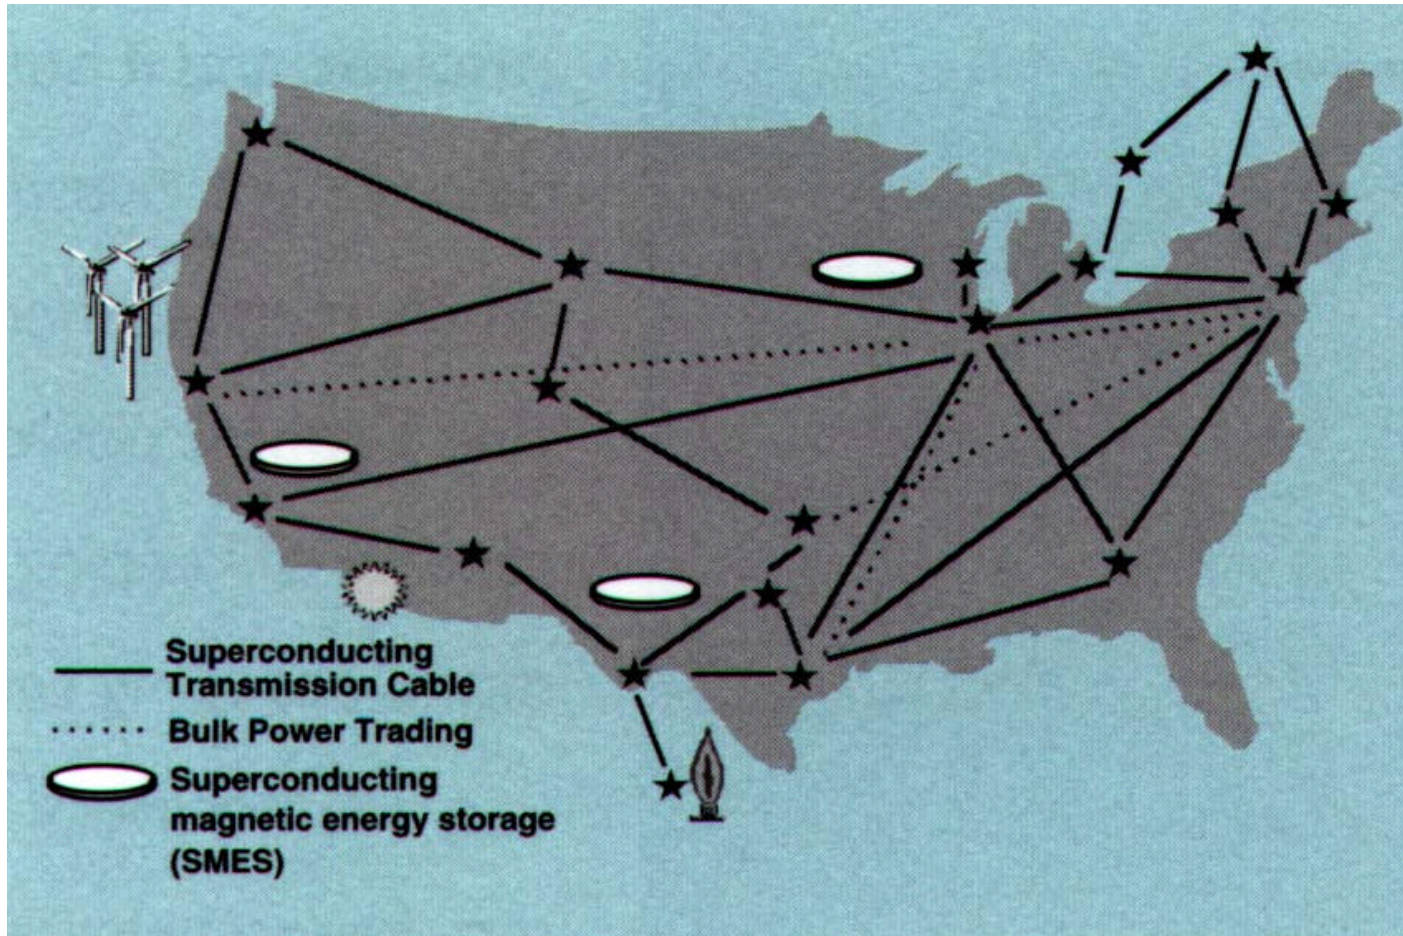 Superconducting
Transmission Cable
Bulk Power Trading
Superconducting
magnetic energy storage
(SMES)